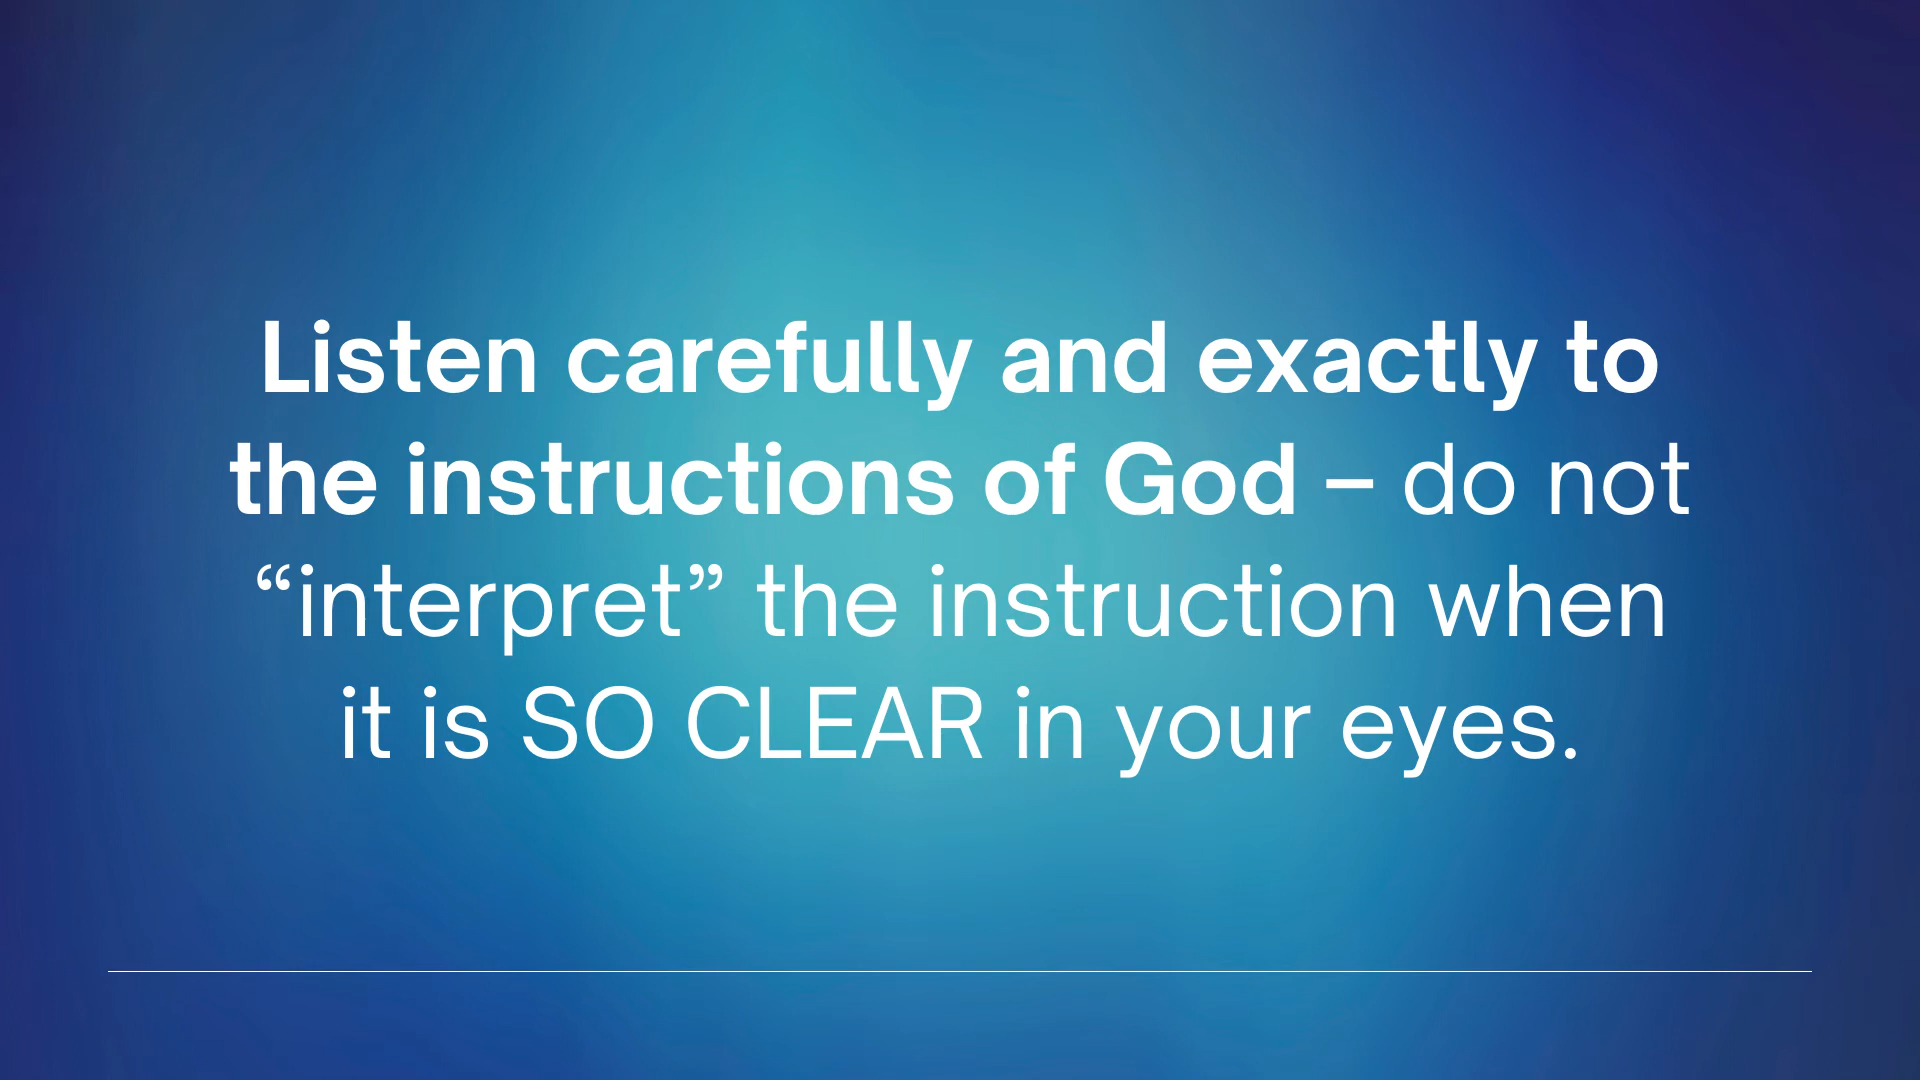 Listen carefully and exactly to
the instructions of God – do not
“interpret” the instruction when
it is SO CLEAR in your eyes.